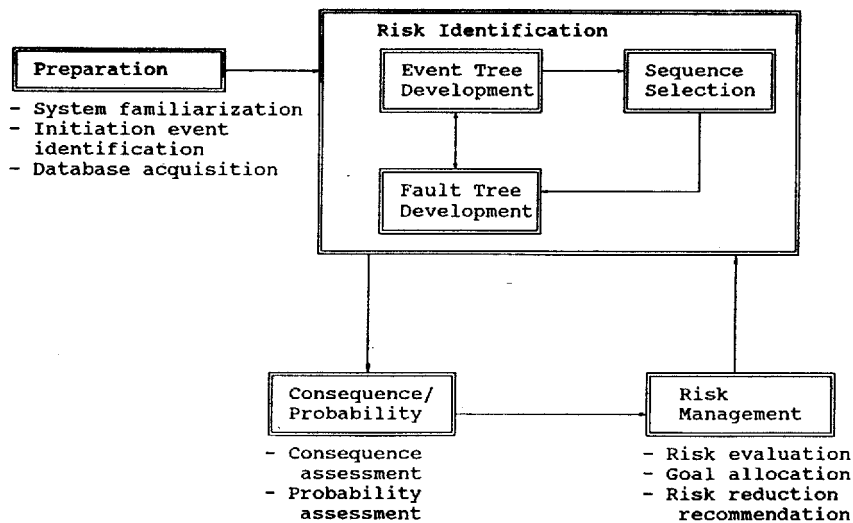 Risk Identification
Preparation
- System familiarization
- Initiation event
identification
- Database acquisition
Event Tree
Development
Sequence
Selection
Fault Tree
Development
Consequence/
Probability
- Consequence
assessment
- Probability
assessment
Risk
Management
- Risk evaluation
- Goal allocation
- Risk reduction
recommendation